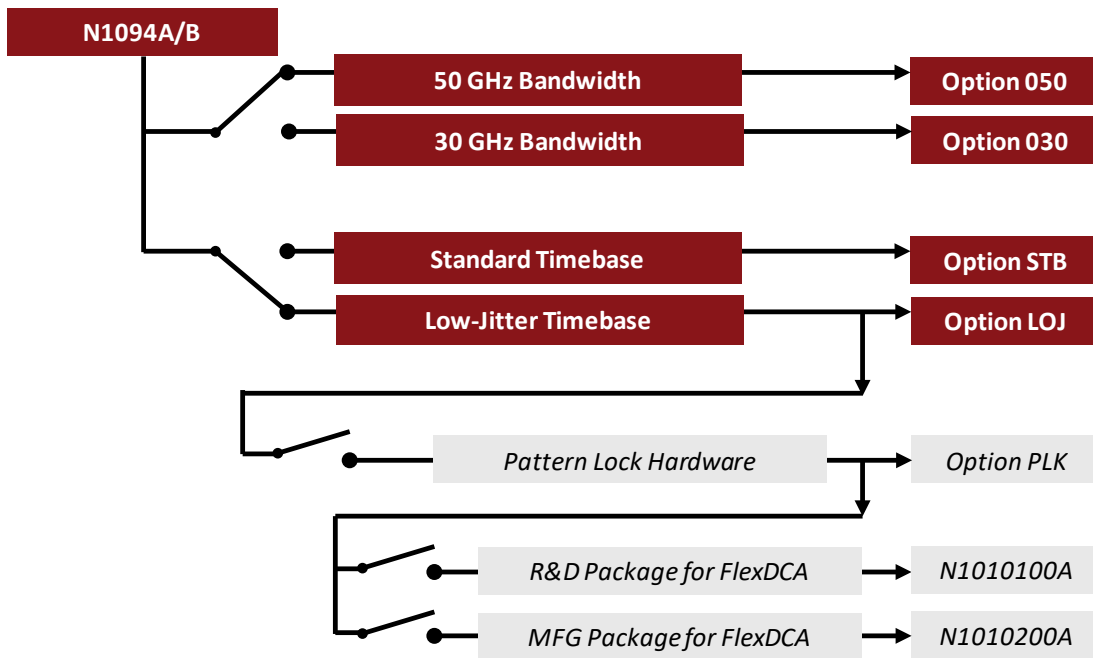 N1094A/B
50 GHz Bandwidth
Option 050
30 GHz Bandwidth
Option 030
Standard Timebase
Option STB
Low-Jitter Timebase
Option LOJ
Pattern Lock Hardware
Option PLK
R&D Package for FlexDCA
N1010100A
MFG Package for FlexDCA
N1010200A